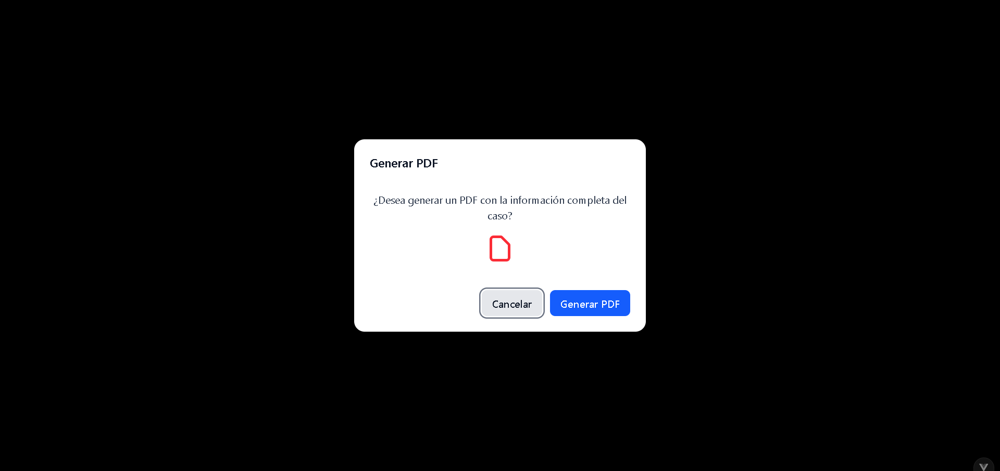 Generar PDF
¿Desea generar un PDF con la información completa del
caso?
Cancelar
Generar PDF